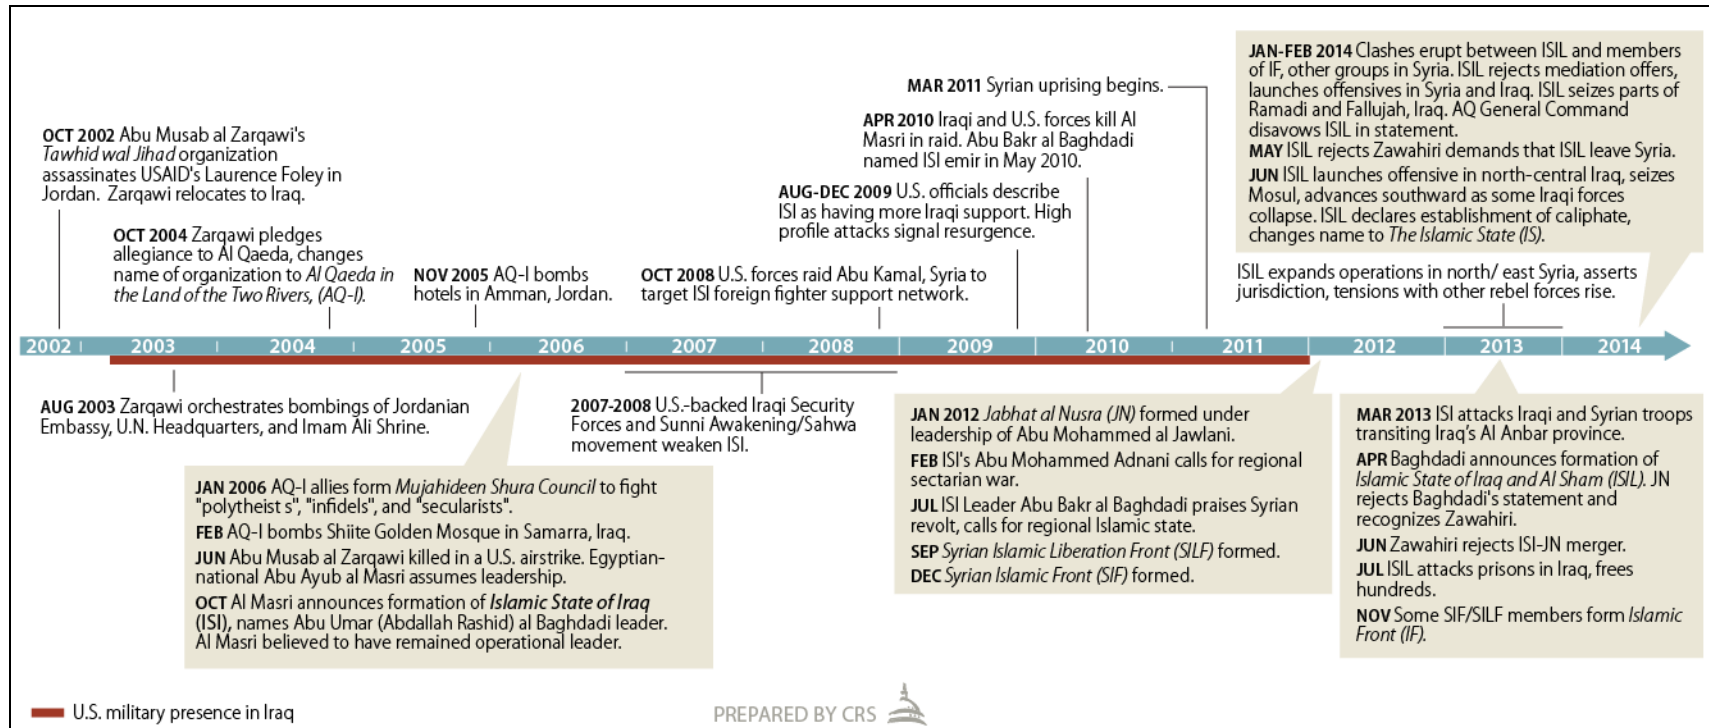 OCT 2002 Abu Musab al Zarqawi's
Tawhid wal Jihad organization
assassinates USAID's Laurence Foley in
Jordan. Zarqawi relocates to Iraq.
OCT 2004 Zarqawi pledges
allegiance to Al Qaeda, changes
name of organization to Al Qaeda in
the Land of the Two Rivers, (AQ-I).
NOV 2005 AQ-I bombs
hotels in Amman, Jordan.
OCT 2008 U.S. forces raid Abu Kamal, Syria to
target ISI foreign fighter support network.
AUG-DEC 2009 U.S. officials describe
ISI as having more Iraqi support. High
profile attacks signal resurgence.
APR 2010 Iraqi and U.S. forces kill Al
Masri in raid. Abu Bakr al Baghdadi
named ISI emir in May 2010.
MAR 2011 Syrian uprising begins.
JAN-FEB 2014 Clashes erupt between ISIL and members
of IF, other groups in Syria. ISIL rejects mediation offers,
launches offensives in Syria and Iraq. ISIL seizes parts of
Ramadi and Fallujah, Iraq. AQ General Command
disavows ISIL in statement.
MAY ISIL rejects Zawahiri demands that ISIL leave Syria.
JUN ISIL launches offensive in north-central Iraq, seizes
Mosul, advances southward as some Iraqi forces
collapse. ISIL declares establishment of caliphate,
changes name to The Islamic State (IS).
ISIL expands operations in north/ east Syria, asserts
jurisdiction, tensions with other rebel forces rise.
2002 2003 2004 2005 2006 2007 2008 2009 2010 2011 2012 2013 2014
AUG 2003 Zarqawi orchestrates bombings of Jordanian
Embassy, U.N. Headquarters, and Imam Ali Shrine.
JAN 2006 AQ-I allies form Mujahideen Shura Council to fight
"polytheist s", "infidels", and "secularists".
FEB AQ-I bombs Shiite Golden Mosque in Samarra, Iraq.
JUN Abu Musab al Zarqawi killed in a U.S. airstrike. Egyptian-
national Abu Ayub al Masri assumes leadership.
OCT Al Masri announces formation of Islamic State of Iraq
(ISI), names Abu Umar (Abdallah Rashid) al Baghdadi leader.
Al Masri believed to have remained operational leader.
2007-2008 U.S.-backed Iraqi Security
Forces and Sunni Awakening/Sahwa
movement weaken ISI.
JAN 2012 Jabhat al Nusra (JN) formed under
leadership of Abu Mohammed al Jawlani.
FEB ISI's Abu Mohammed Adnani calls for regional
sectarian war.
JUL ISI Leader Abu Bakr al Baghdadi praises Syrian
revolt, calls for regional Islamic state.
SEP Syrian Islamic Liberation Front (SILF) formed.
DEC Syrian Islamic Front (SIF) formed.
MAR 2013 ISI attacks Iraqi and Syrian troops
transiting Iraq's Al Anbar province.
APR Baghdadi announces formation of
Islamic State of Iraq and Al Sham (ISIL). JN
rejects Baghdadi's statement and
recognizes Zawahiri.
JUN Zawahiri rejects ISI-JN merger.
JUL ISIL attacks prisons in Iraq, frees
hundreds.
NOV Some SIF/SILF members form Islamic
Front (IF).
U.S. military presence in Iraq
PREPARED BY CRS